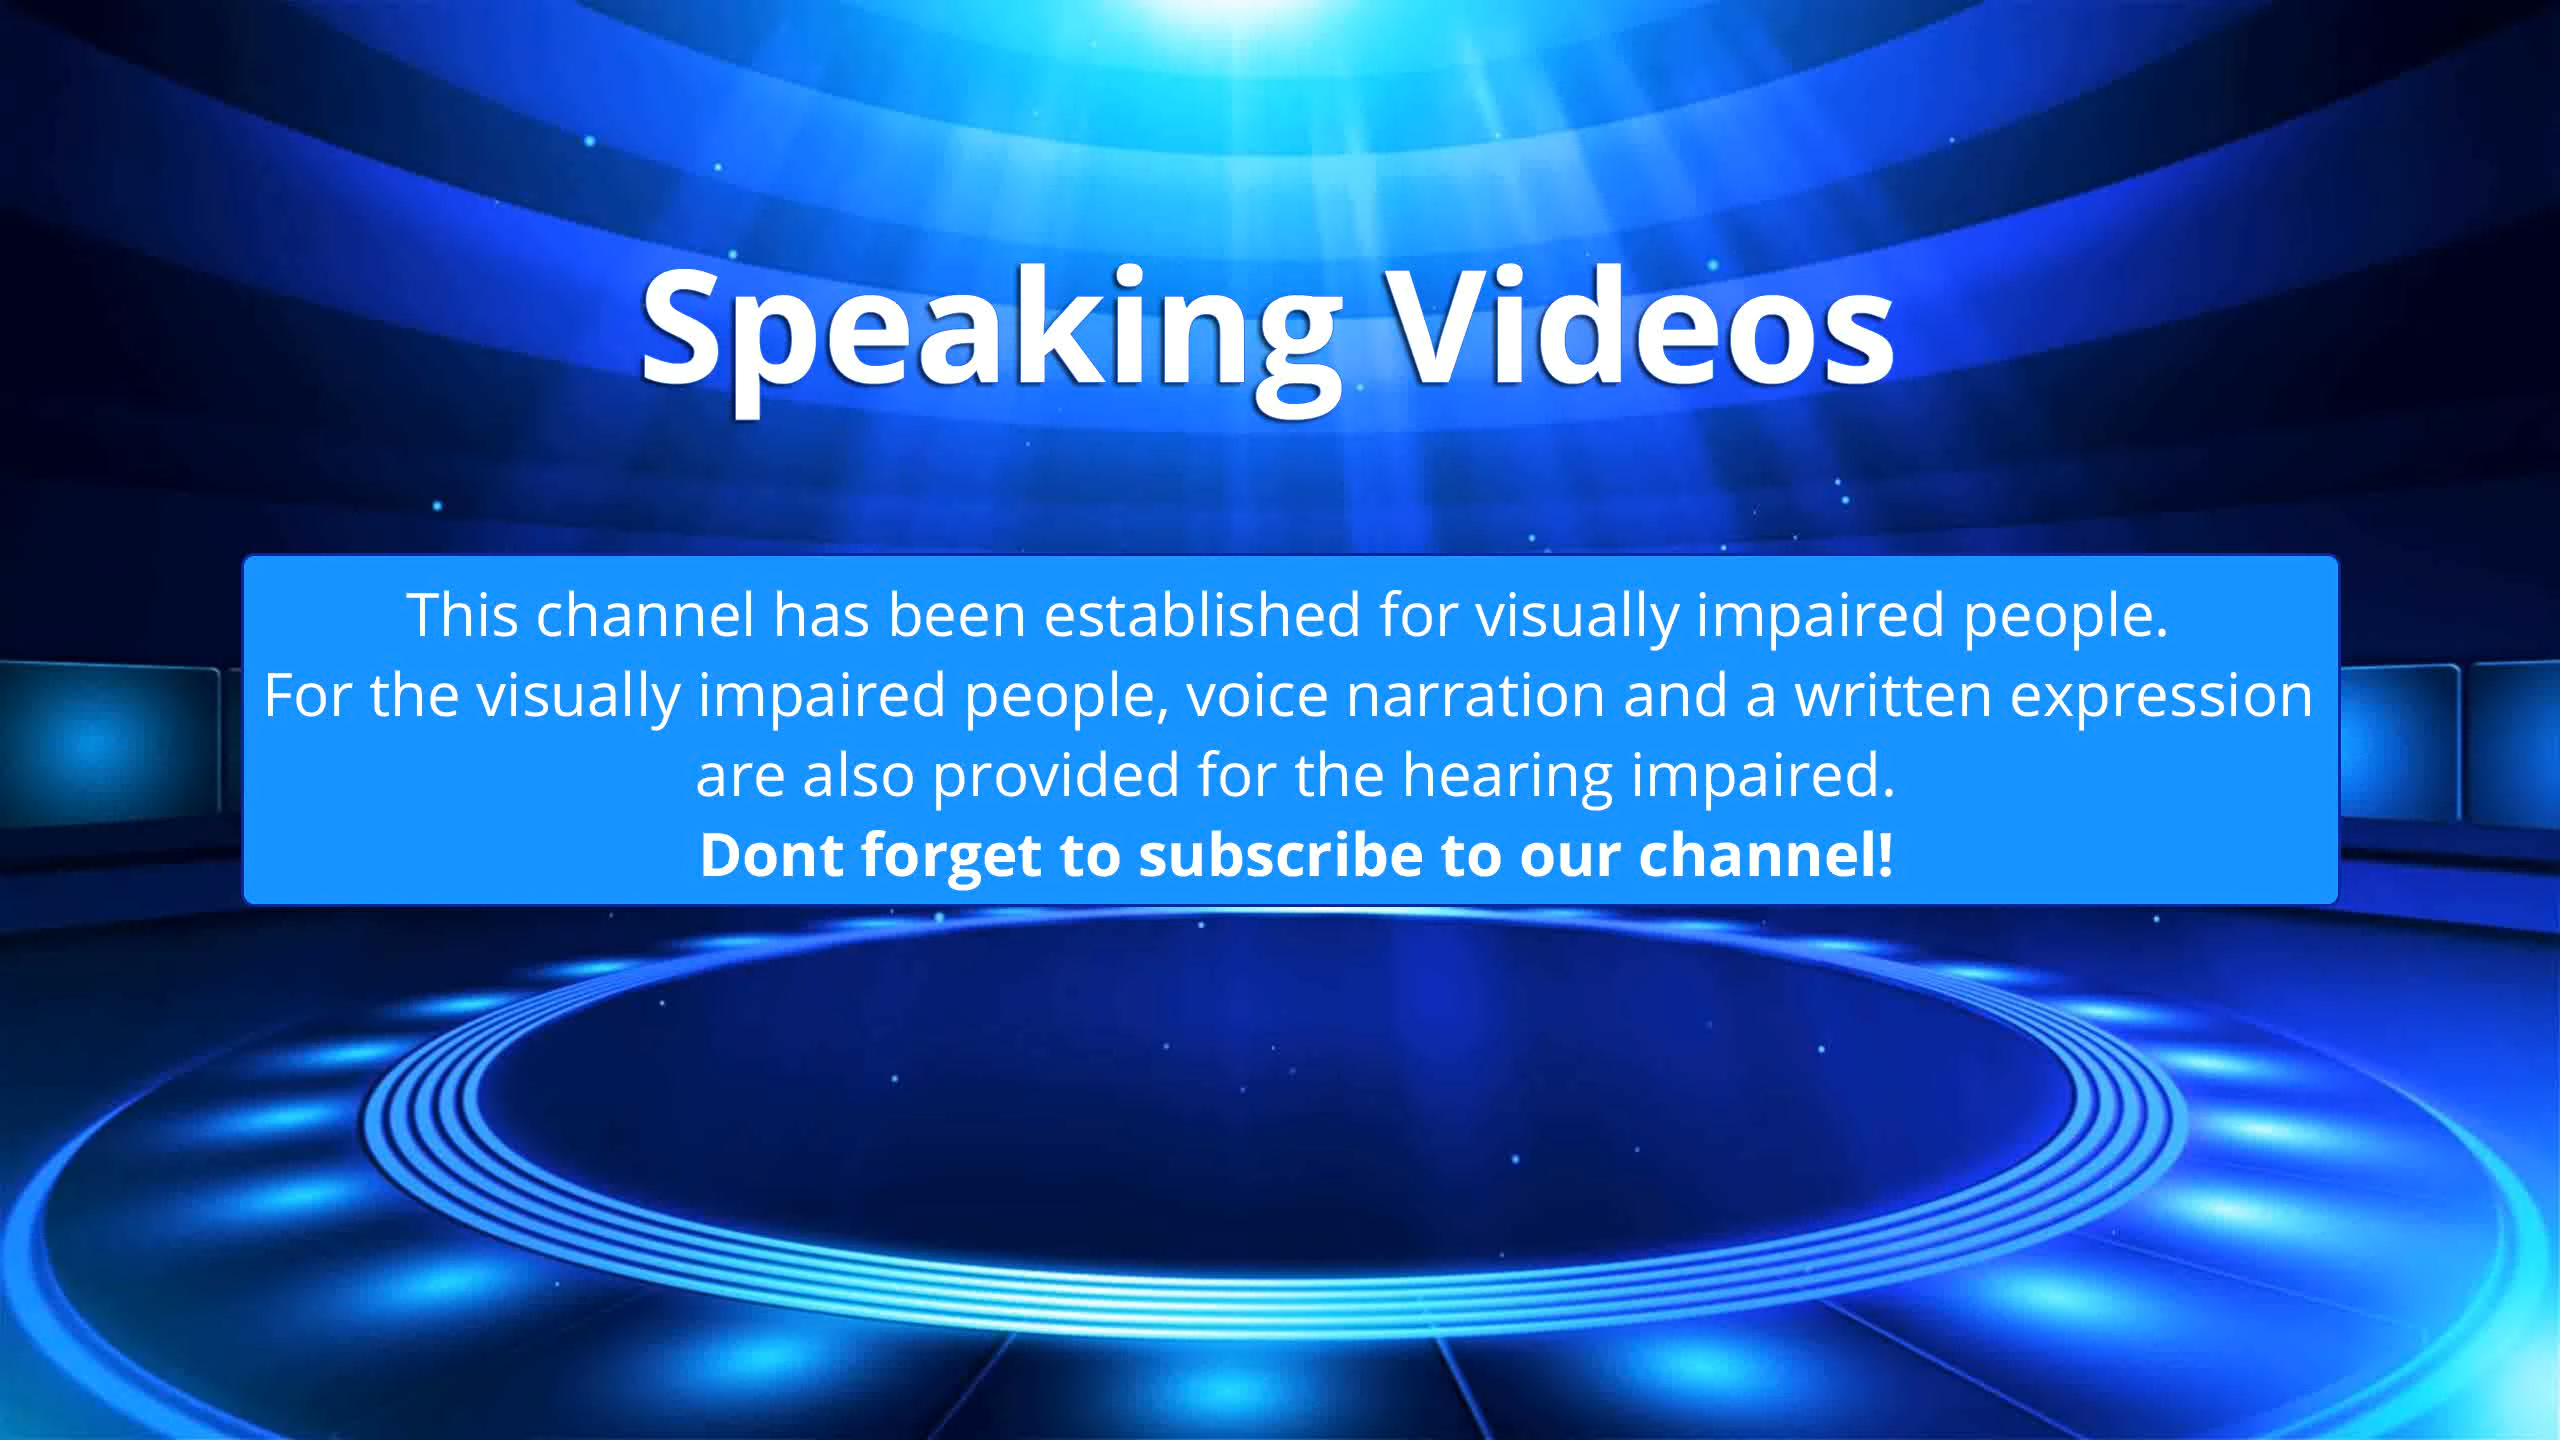 Speaking Videos
This channel has been established for visually impaired people.
For the visually impaired people, voice narration and a written expression
are also provided for the hearing impaired.
Dont forget to subscribe to our channel!